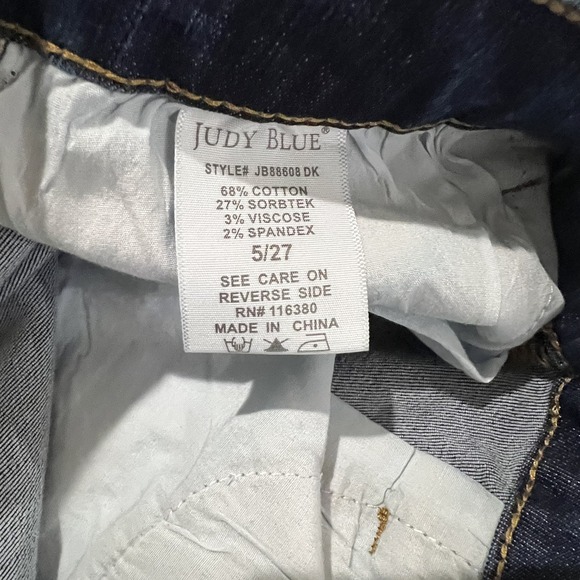 JUDY BLUE®
STYLE# JB88608 DK
68% COTTON
27% SORBTEK
3% VISCOSE
2% SPANDEX
5/27
SEE CARE ON
REVERSE SIDE
RN# 116380
MADE IN CHINA